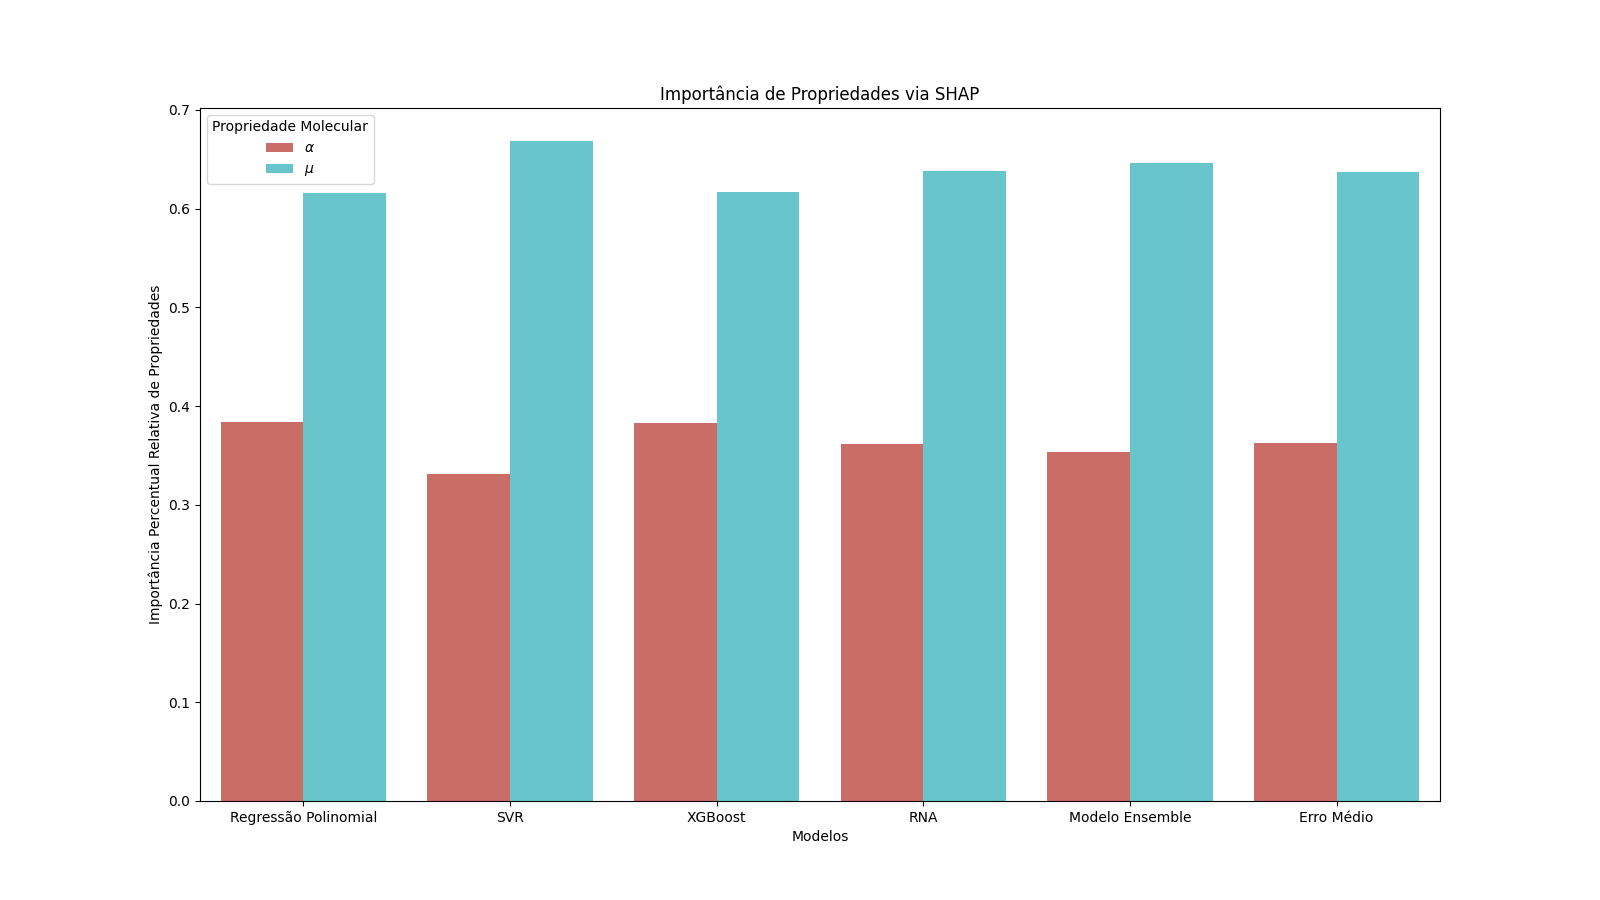 Importância de Propriedades via SHAP
Propriedade Molecular
α
μ
Importância Percentual Relativa de Propriedades
0.7
0.6
0.5
0.4
0.3
0.2
0.1
0.0
Regressão Polinomial
SVR
XGBoost
RNA
Modelo Ensemble
Erro Médio
Modelos